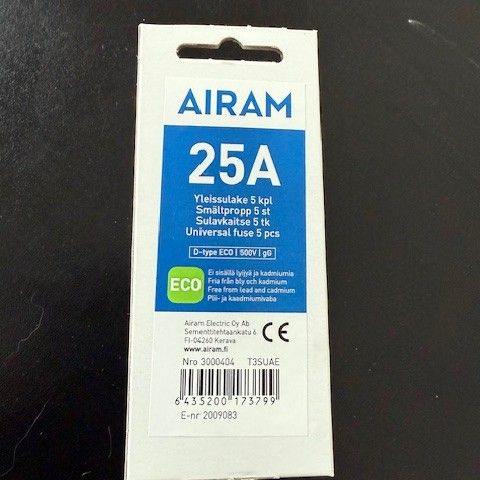 AIRAM
25A
Yleissulake 5 kpl
Smältpropp 5 st
Sulavkaitse 5 tk
Universal fuse 5 pcs
D-type ECO | 500V | gG
ECO
Ei sisällä lyijyä ja kadmiumia
Fria från bly och kadmium
Free from lead and cadmium
Plii- ja kaadmiumivaba
Airam Electric Oy Ab
Sementtitehtaankatu 6
FI-04260 Kerava
www.airam.fi
CE
Nro 3000404 T3SUAE
6 435200 173799
E-nr 2009083